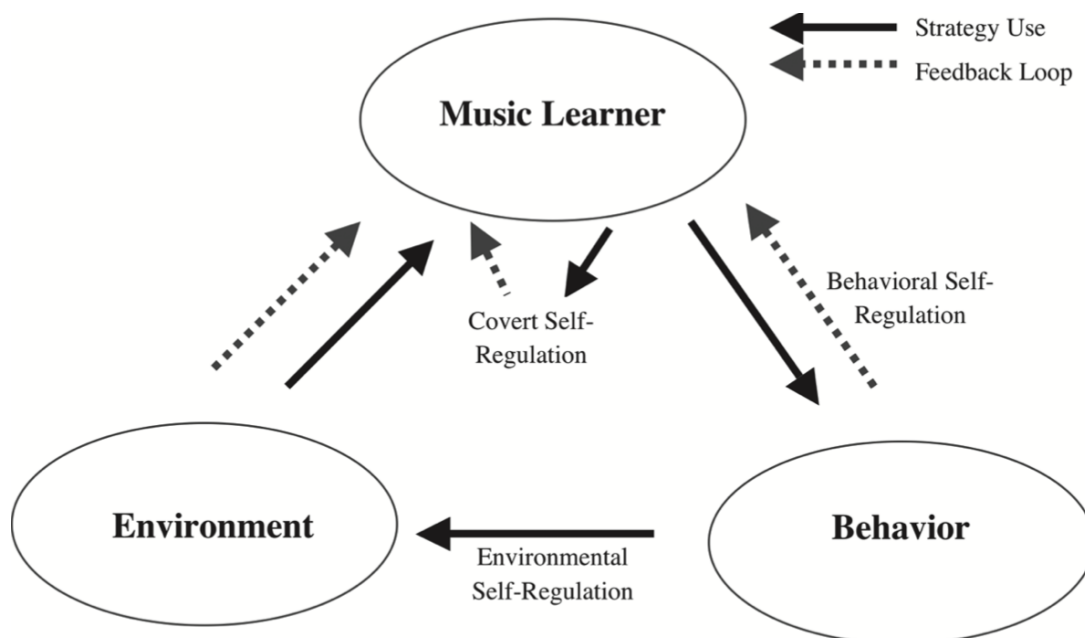 Strategy Use
Feedback Loop
Music Learner
Behavioral Self-
Regulation
Covert Self-
Regulation
Environment
Behavior
Environmental
Self-Regulation